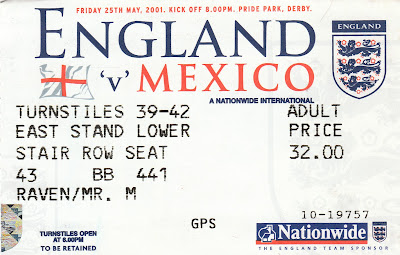 FRIDAY 25TH MAY, 2001. KICK OFF 8.00PM. PRIDE PARK, DERBY.
ENGLAND
ENGLAND
'v' MEXICO
A NATIONWIDE INTERNATIONAL
TURNSTILES 39-42 ADULT
EAST STAND LOWER PRICE
STAIR ROW SEAT 32.00
43 BB 441
RAVEN/MR. M
GPS 10-19757
TURNSTILES OPEN
AT 6.00PM
TO BE RETAINED
Nationwide
THE ENGLAND TEAM SPONSOR